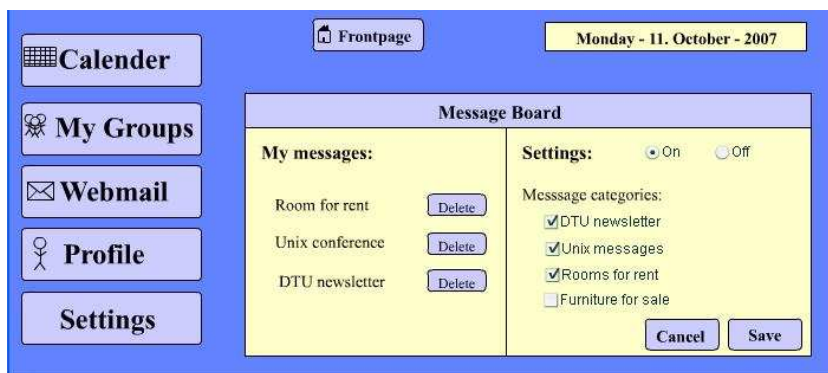 Frontpage
Monday - 11. October - 2007
Calender
My Groups
Webmail
Profile
Settings
Message Board
My messages:
Room for rent Delete
Unix conference Delete
DTU newsletter Delete
Settings: On Off
Messsage categories:
DTU newsletter
Unix messages
Rooms for rent
Furniture for sale
Cancel Save